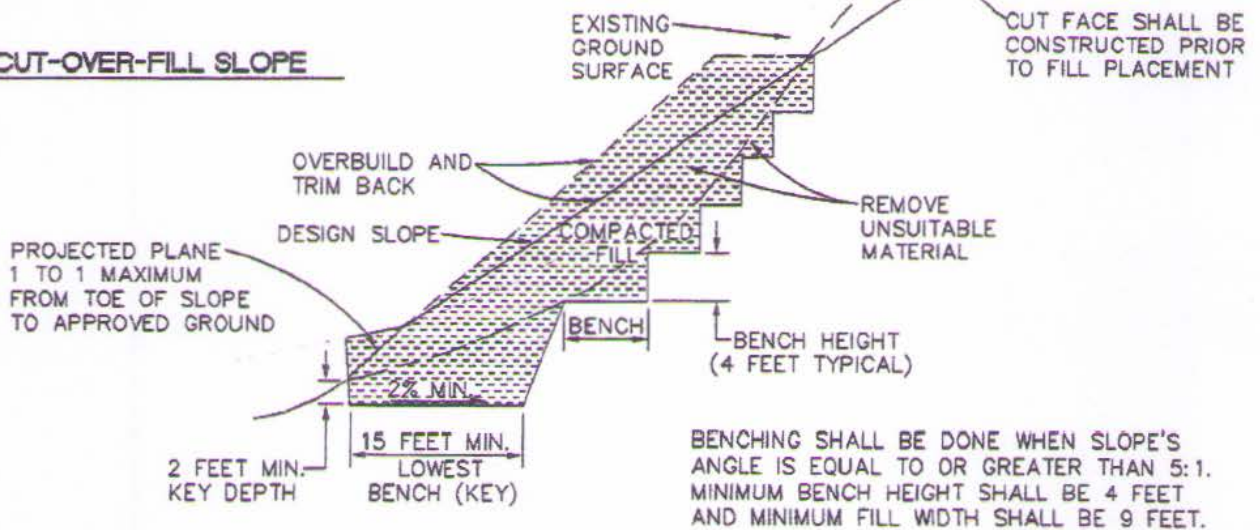 CUT-OVER-FILL SLOPE
EXISTING
GROUND
SURFACE
CUT FACE SHALL BE
CONSTRUCTED PRIOR
TO FILL PLACEMENT
OVERBUILD AND
TRIM BACK
DESIGN SLOPE
COMPACTED
FILL
REMOVE
UNSUITABLE
MATERIAL
PROJECTED PLANE
1 TO 1 MAXIMUM
FROM TOE OF SLOPE
TO APPROVED GROUND
BENCH
BENCH HEIGHT
(4 FEET TYPICAL)
2% MIN.
2 FEET MIN.
KEY DEPTH
15 FEET MIN.
LOWEST
BENCH (KEY)
BENCHING SHALL BE DONE WHEN SLOPE'S
ANGLE IS EQUAL TO OR GREATER THAN 5:1.
MINIMUM BENCH HEIGHT SHALL BE 4 FEET
AND MINIMUM FILL WIDTH SHALL BE 9 FEET.